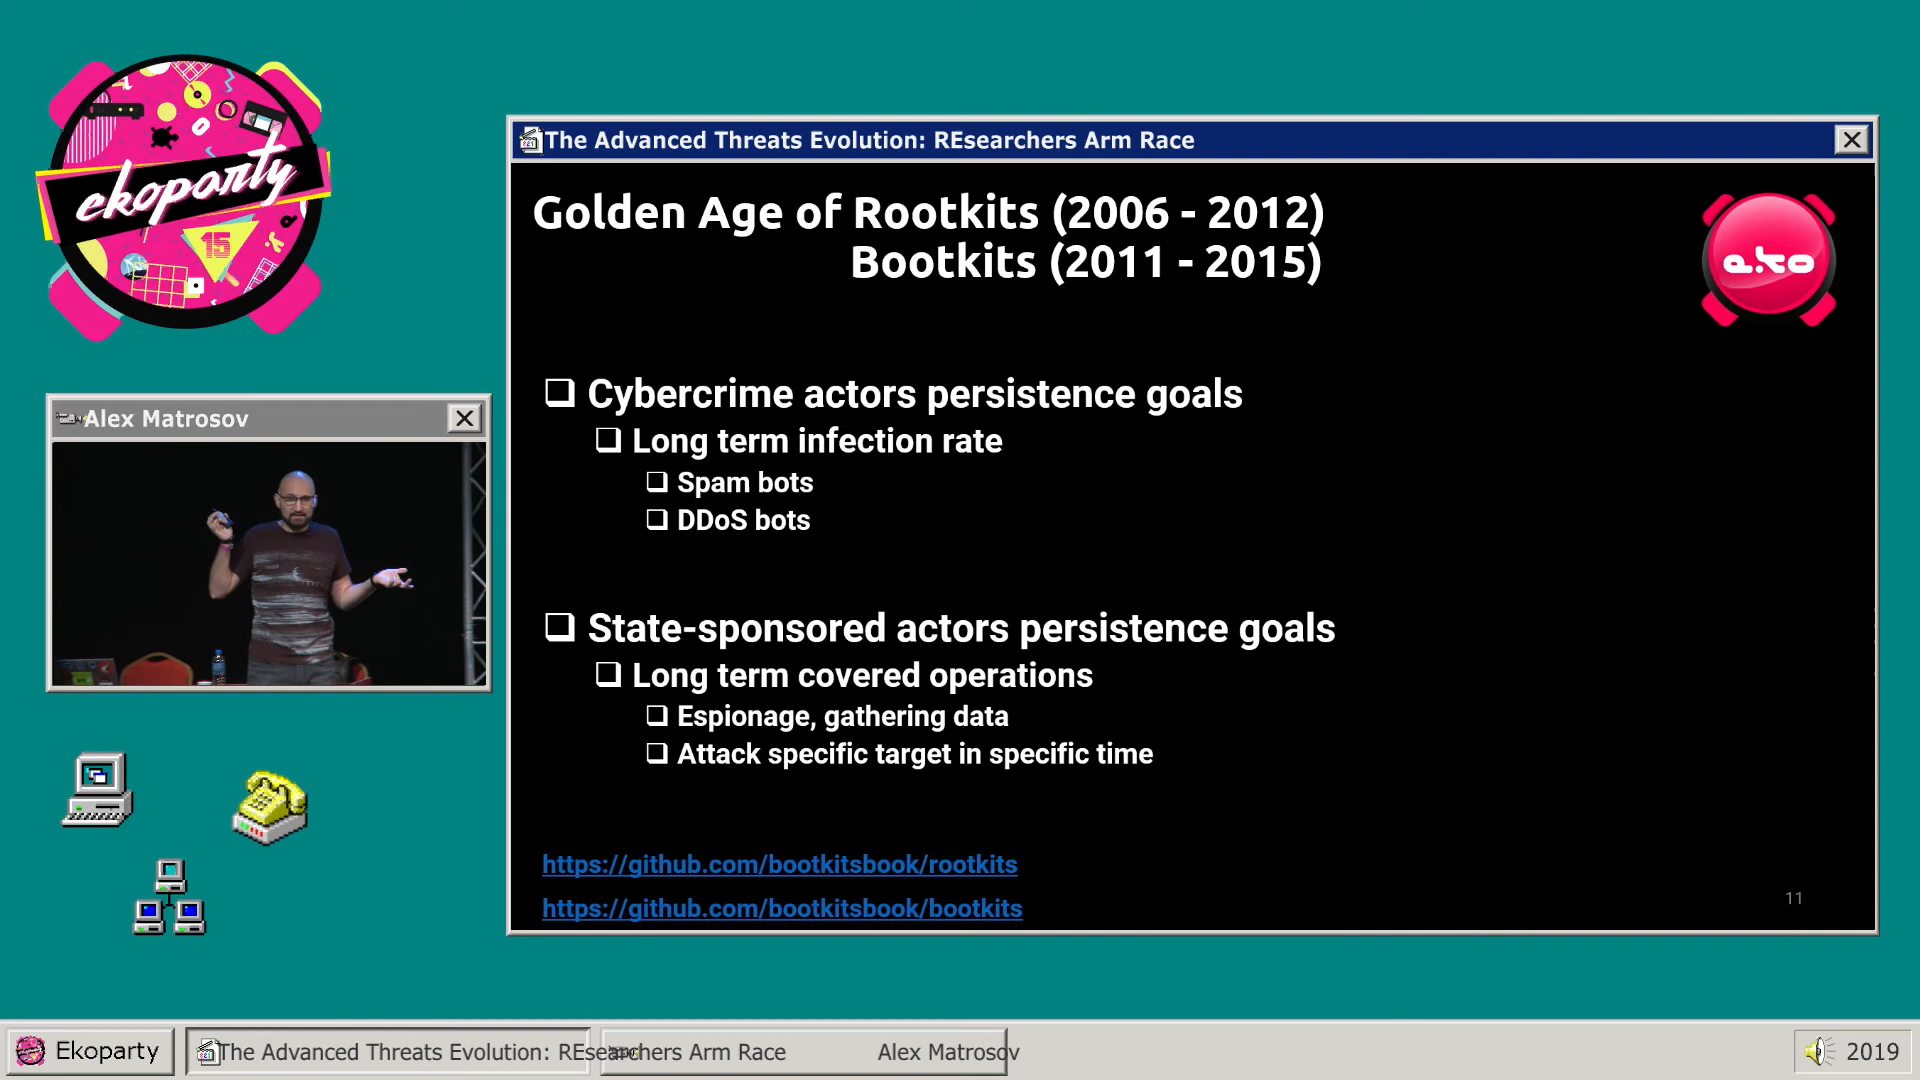 ekoparty
15
The Advanced Threats Evolution: REsearchers Arm Race
Golden Age of Rootkits (2006 - 2012)
Bootkits (2011 - 2015)
eko
Cybercrime actors persistence goals
Long term infection rate
Spam bots
DDoS bots
State-sponsored actors persistence goals
Long term covered operations
Espionage, gathering data
Attack specific target in specific time
https://github.com/bootkitsbook/rootkits
https://github.com/bootkitsbook/bootkits
11
Alex Matrosov
Ekoparty
The Advanced Threats Evolution: REsearchers Arm Race
Alex Matrosov
2019